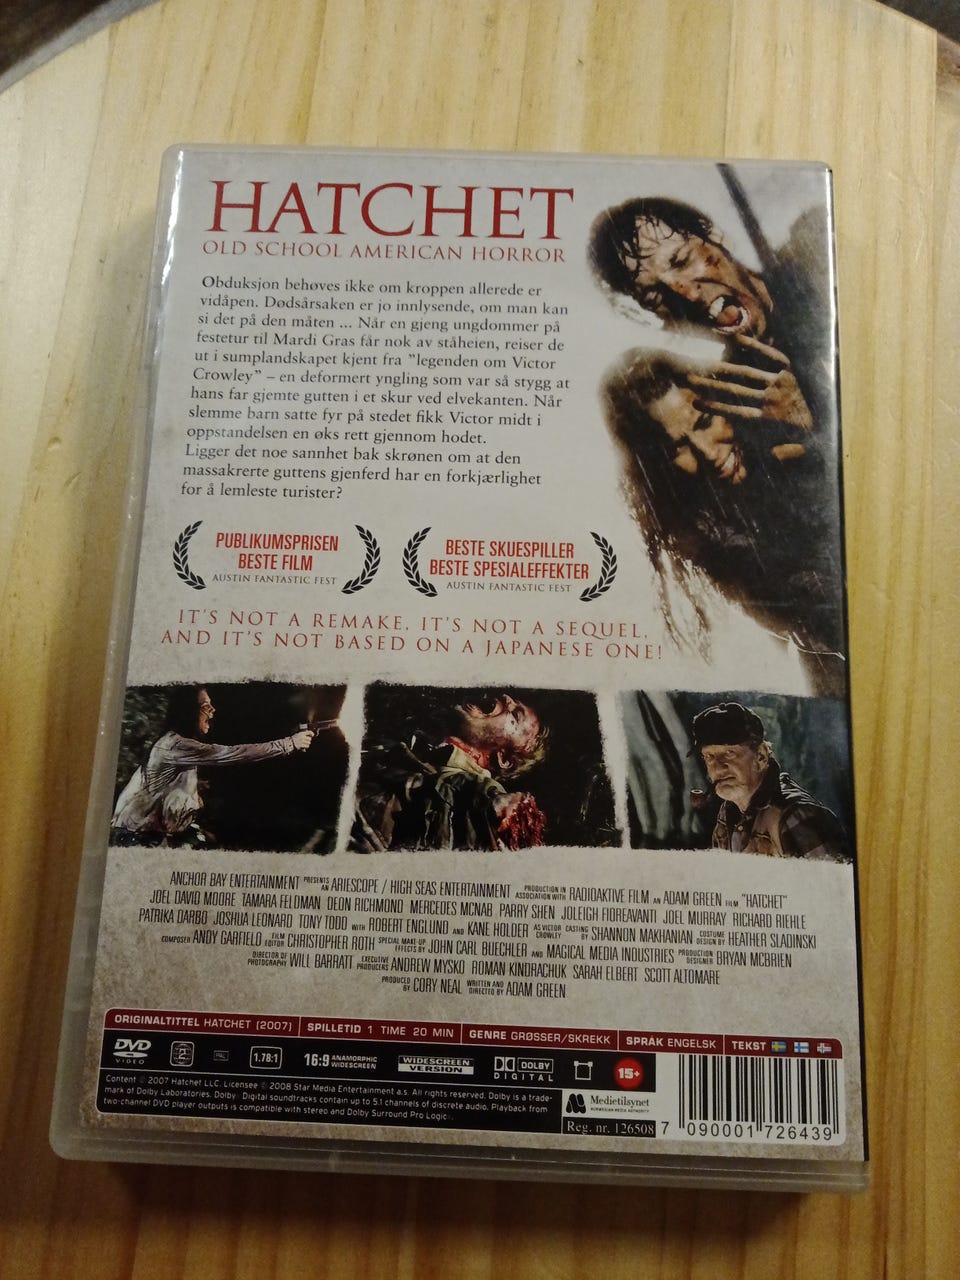 HATCHET
OLD SCHOOL AMERICAN HORROR
Obduksjon behøves ikke om kroppen allerede er
vidåpen. Dødsårsaken er jo innlysende, om man kan
si det på den måten ... Når en gjeng ungdommer på
festetur til Mardi Gras får nok av ståheien, reiser de
ut i sumplandskapet kjent fra ”legenden om Victor
Crowley” – en deformert yngling som var så stygg at
hans far gjemte gutten i et skur ved elvekanten. Når
slemme barn satte fyr på stedet fikk Victor midt i
oppstandelsen en øks rett gjennom hodet.
Ligger det noe sannhet bak skrønen om at den
massakrerte guttens gjenferd har en forkjærlighet
for å lemleste turister?
PUBLIKUMSPRISEN
BESTE FILM
AUSTIN FANTASTIC FEST
BESTE SKUESPILLER
BESTE SPESIALEFFEKTER
AUSTIN FANTASTIC FEST
IT'S NOT A REMAKE, IT'S NOT A SEQUEL,
AND IT'S NOT BASED ON A JAPANESE ONE!
ANCHOR BAY ENTERTAINMENT PRESENTS AN ARIESCOPE / HIGH SEAS ENTERTAINMENT PRODUCTION IN ASSOCIATION WITH RADIOAKTIVE FILM AN ADAM GREEN FILM "HATCHET"
JOEL DAVID MOORE TAMARA FELDMAN DEON RICHMOND MERCEDES MCNAB PARRY SHEN JOLEIGH FIOREAVANTI JOEL MURRAY RICHARD RIEHLE
PATRIKA DARBO JOSHUA LEONARD TONY TODD WITH ROBERT ENGLUND AND KANE HODER AS VICTOR CROWLEY CASTING BY SHANNON MAKHANIAN COSTUME DESIGN BY HEATHER SLADINSKI
COMPOSER ANDY GARFIELD FILM EDITOR CHRISTOPHER ROTH SPECIAL MAKE-UP EFFECTS BY JOHN CARL BUECHLER AND MAGICAL MEDIA INDUSTRIES PRODUCTION DESIGNER BRYAN MCBRIEN
DIRECTOR OF PHOTOGRAPHY WILL BARRATT EXECUTIVE PRODUCERS ANDREW MYSKO ROMAN KINDRACHUK SARAH ELBERT SCOTT ALTOMARE
PRODUCED BY CORY NEAL WRITTEN AND DIRECTED BY ADAM GREEN
ORIGINALTITTEL HATCHET (2007) SPILLETID 1 TIME 20 MIN GENRE GRØSSER/SKREKK SPRÅK ENGELSK TEKST
DVD VIDEO 2 PAL 1.78:1 16:9 ANAMORPHIC WIDESCREEN WIDESCREEN VERSION DOLBY DIGITAL 15+
Content © 2007 Hatchet LLC. Licensee © 2008 Star Media Entertainment a.s. All rights reserved. Dolby is a trade-
mark of Dolby Laboratories. Dolby Digital soundtracks contain up to 5.1 channels of discrete audio. Playback from
two-channel DVD player outputs is compatible with stereo and Dolby Surround Pro Logic.
Medietilsynet
NORWEGIAN MEDIA AUTHORITY
Reg. nr. 126508
7 090001 726439